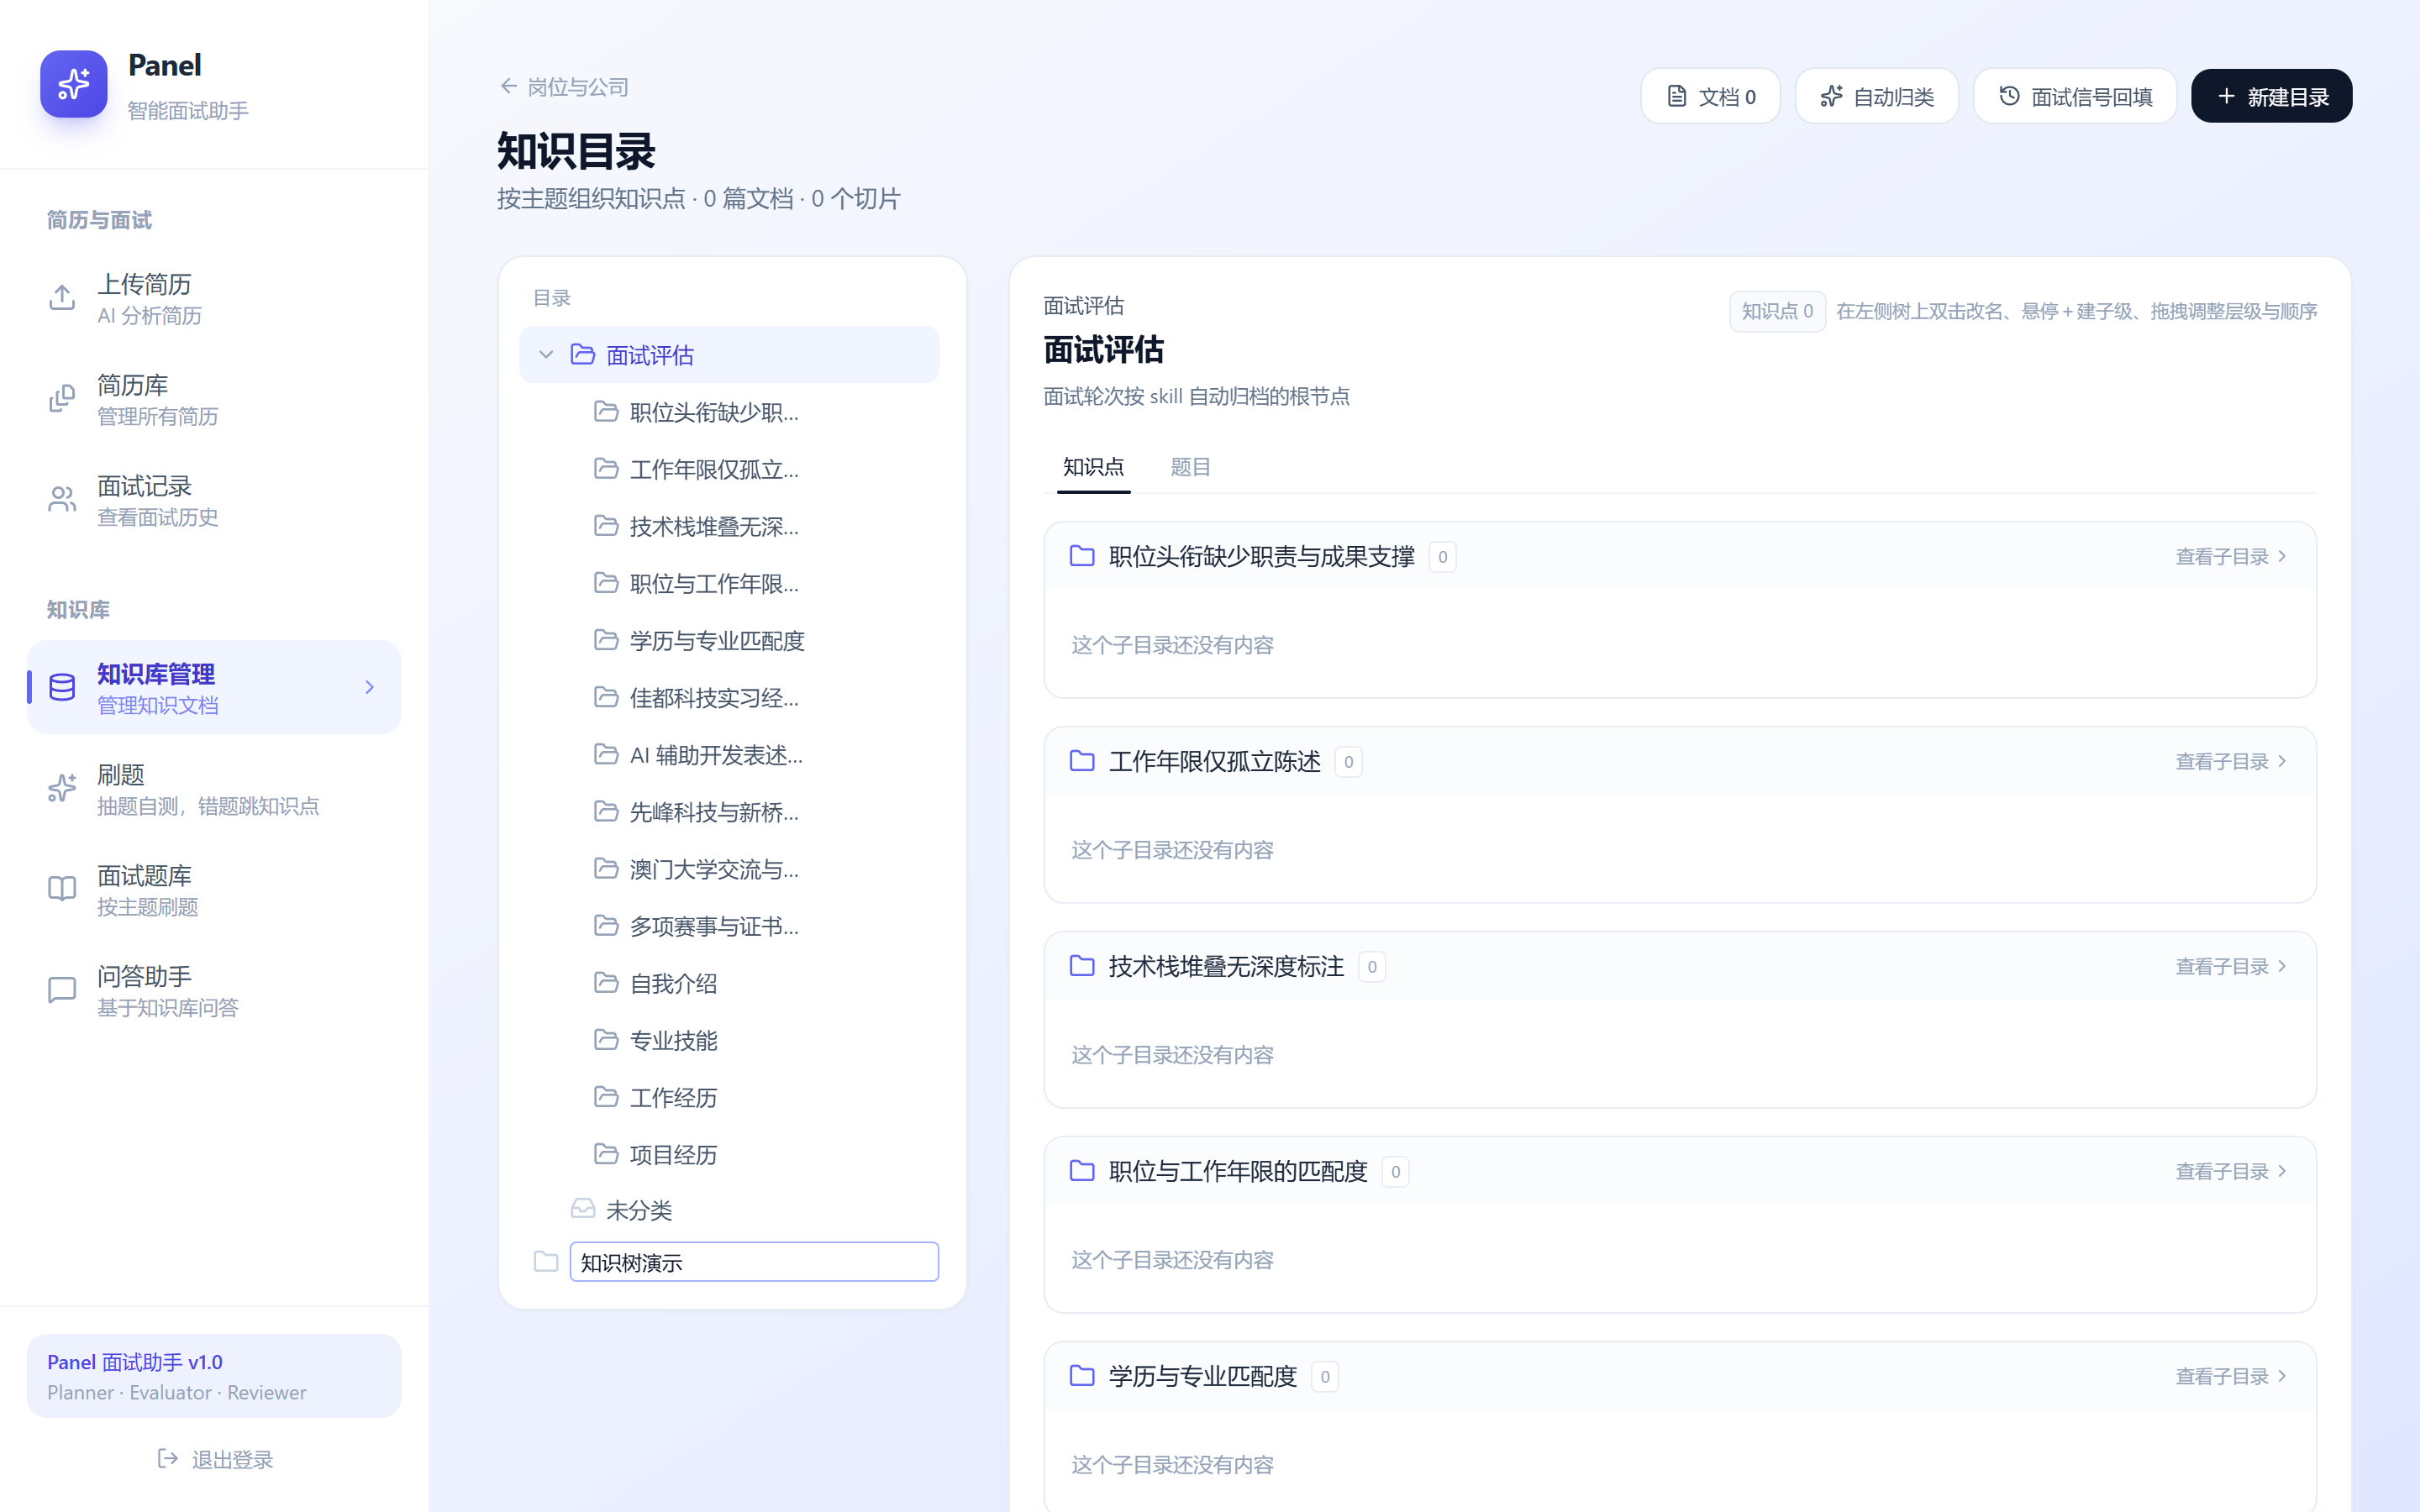 Panel
智能面试助手
简历与面试
上传简历
AI 分析简历
简历库
管理所有简历
面试记录
查看面试历史
知识库
知识库管理
管理知识文档
刷题
抽题自测，错题跳知识点
面试题库
按主题刷题
问答助手
基于知识库问答
Panel 面试助手 v1.0
Planner · Evaluator · Reviewer
退出登录
岗位与公司
知识目录
按主题组织知识点 · 0 篇文档 · 0 个切片
文档 0
自动归类
面试信号回填
新建目录
目录
面试评估
职位头衔缺少职...
工作年限仅孤立...
技术栈堆叠无深...
职位与工作年限...
学历与专业匹配度
佳都科技实习经...
AI 辅助开发表述...
先峰科技与新桥...
澳门大学交流与...
多项赛事与证书...
自我介绍
专业技能
工作经历
项目经历
未分类
知识树演示
面试评估
知识点 0 在左侧树上双击改名、悬停 + 建子级、拖拽调整层级与顺序
面试评估
面试轮次按 skill 自动归档的根节点
知识点 题目
职位头衔缺少职责与成果支撑 0 查看子目录
这个子目录还没有内容
工作年限仅孤立陈述 0 查看子目录
这个子目录还没有内容
技术栈堆叠无深度标注 0 查看子目录
这个子目录还没有内容
职位与工作年限的匹配度 0 查看子目录
这个子目录还没有内容
学历与专业匹配度 0 查看子目录
这个子目录还没有内容